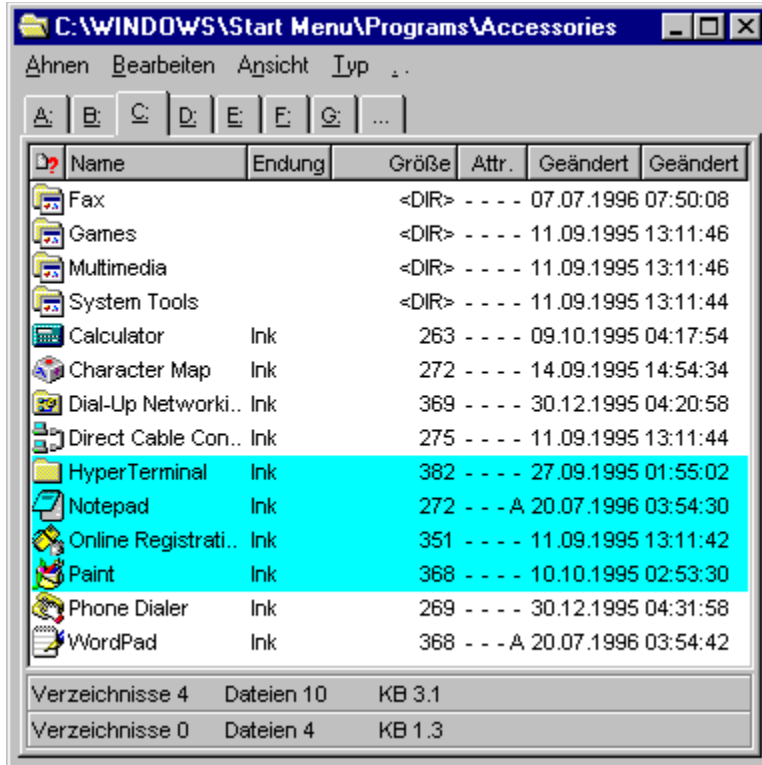 C:\WINDOWS\Start Menu\Programs\Accessories
Ahnen Bearbeiten Ansicht Typ . .
A: B: C: D: E: F: G: ...
Name Endung Größe Attr. Geändert Geändert
Fax <DIR> - - - - 07.07.1996 07:50:08
Games <DIR> - - - - 11.09.1995 13:11:46
Multimedia <DIR> - - - - 11.09.1995 13:11:46
System Tools <DIR> - - - - 11.09.1995 13:11:44
Calculator lnk 263 - - - - 09.10.1995 04:17:54
Character Map lnk 272 - - - - 14.09.1995 14:54:34
Dial-Up Networki.. lnk 369 - - - - 30.12.1995 04:20:58
Direct Cable Con.. lnk 275 - - - - 11.09.1995 13:11:44
HyperTerminal lnk 382 - - - - 27.09.1995 01:55:02
Notepad lnk 272 - - - A 20.07.1996 03:54:30
Online Registrati.. lnk 351 - - - - 11.09.1995 13:11:42
Paint lnk 368 - - - - 10.10.1995 02:53:30
Phone Dialer lnk 269 - - - - 30.12.1995 04:31:58
WordPad lnk 368 - - - A 20.07.1996 03:54:42
Verzeichnisse 4 Dateien 10 KB 3.1
Verzeichnisse 0 Dateien 4 KB 1.3